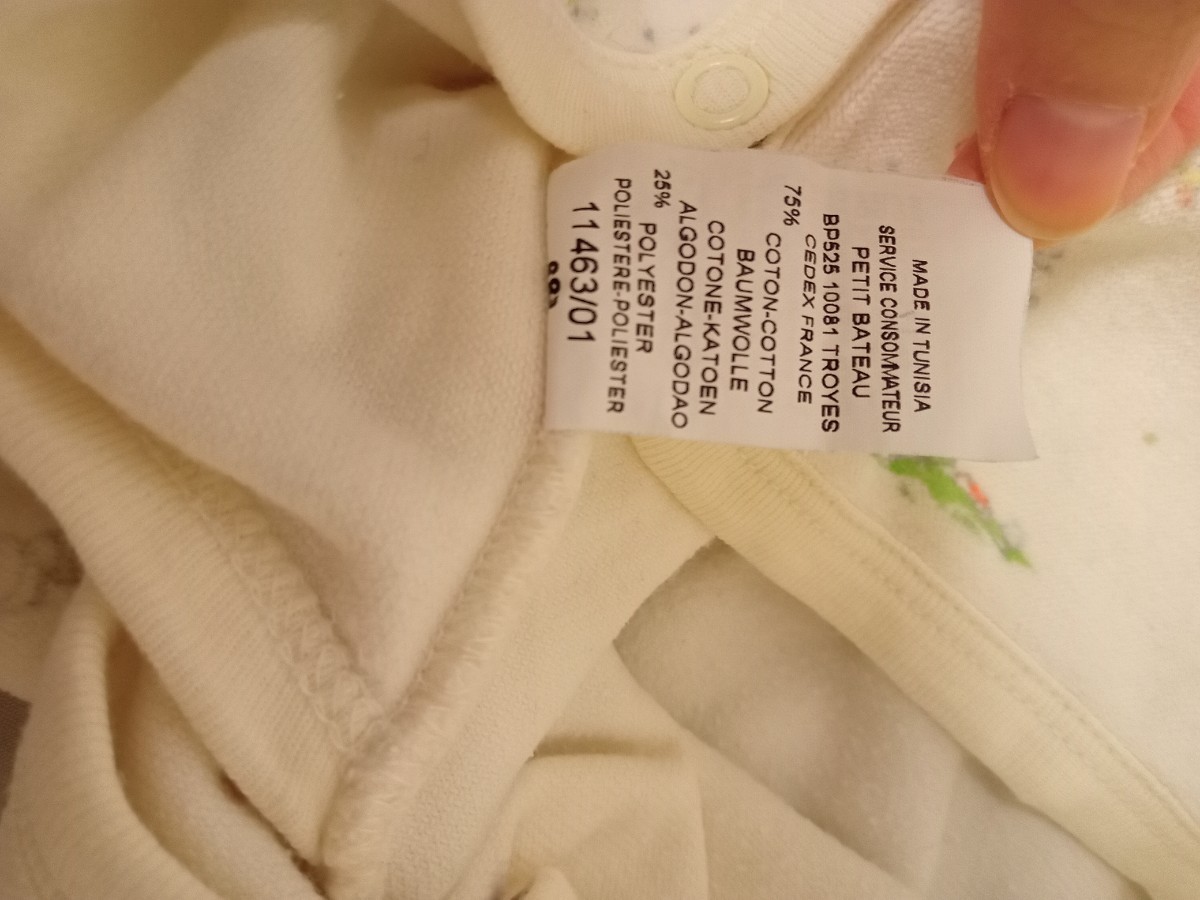 MADE IN TUNISIA
SERVICE CONSOMMATEUR
PETIT BATEAU
BP525 10081 TROYES
CEDEX FRANCE
75% COTON-COTTON
BAUMWOLLE
COTONE-KATOEN
ALGODON-ALGODAO
25% POLYESTER
POLIESTERE-POLIESTER
11463/01